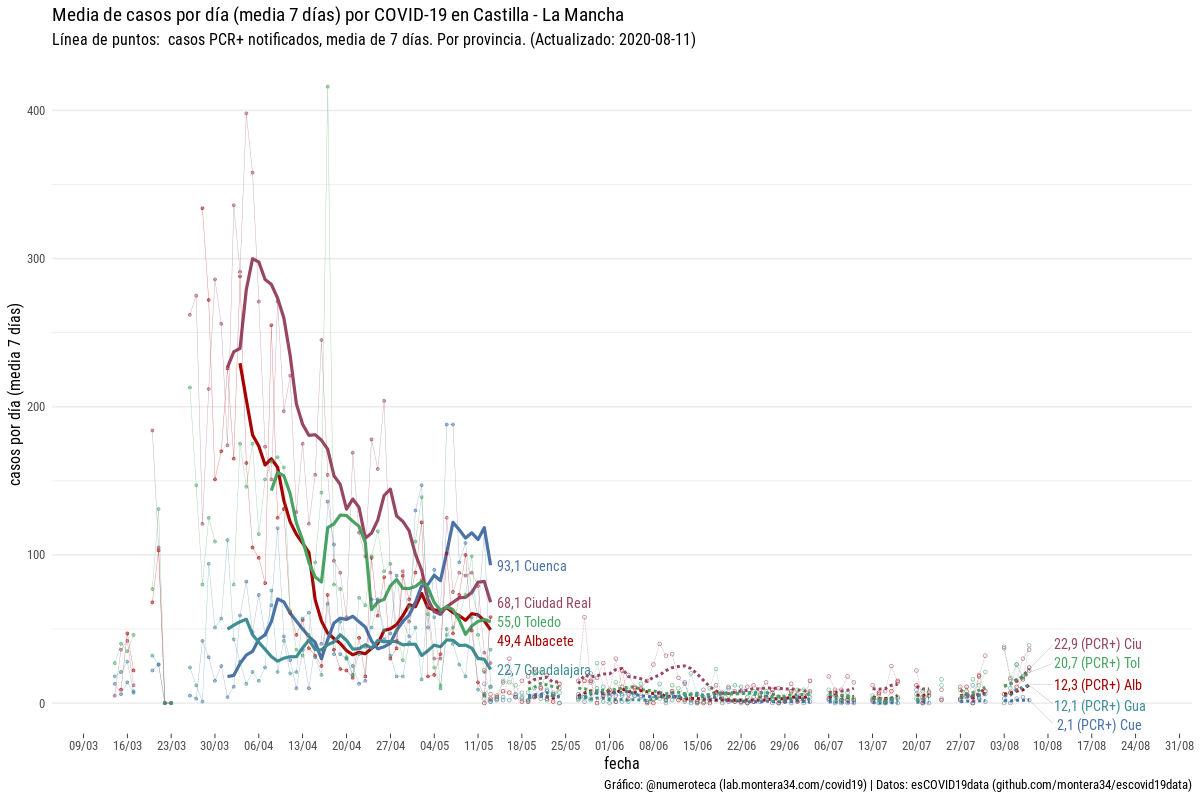 Media de casos por día (media 7 días) por COVID-19 en Castilla - La Mancha
Línea de puntos:  casos PCR+ notificados, media de 7 días. Por provincia. (Actualizado: 2020-08-11)
casos por día (media 7 días)
400
300
200
100
0
93,1 Cuenca
68,1 Ciudad Real
55,0 Toledo
49,4 Albacete
22,7 Guadalajara
22,9 (PCR+) Ciu
20,7 (PCR+) Tol
12,3 (PCR+) Alb
12,1 (PCR+) Gua
2,1 (PCR+) Cue
09/03 16/03 23/03 30/03 06/04 13/04 20/04 27/04 04/05 11/05 18/05 25/05 01/06 08/06 15/06 22/06 29/06 06/07 13/07 20/07 27/07 03/08 10/08 17/08 24/08 31/08
fecha
Gráfico: @numeroteca (lab.montera34.com/covid19) | Datos: esCOVID19data (github.com/montera34/escovid19data)